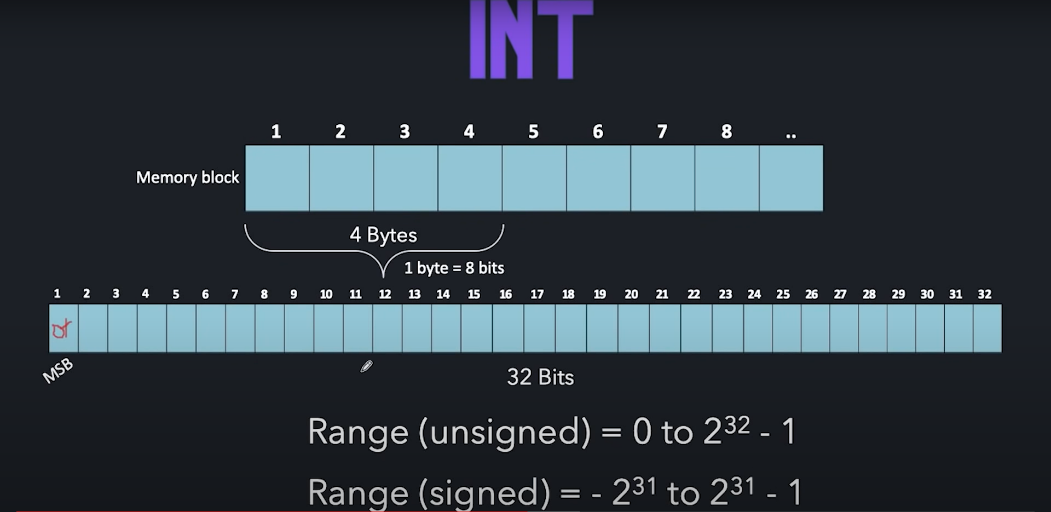 INT
1 2 3 4 5 6 7 8 ..
Memory block
4 Bytes
1 byte = 8 bits
1 2 3 4 5 6 7 8 9 10 11 12 13 14 15 16 17 18 19 20 21 22 23 24 25 26 27 28 29 30 31 32
MSB
32 Bits
Range (unsigned) = 0 to 2³² - 1
Range (signed) = - 2³¹ to 2³¹ - 1